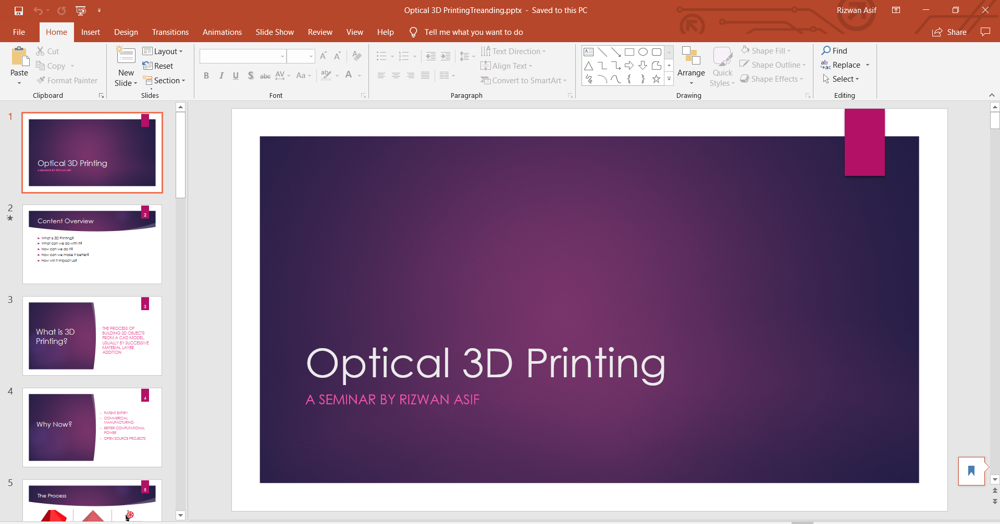 Optical 3D PrintingTreanding.pptx - Saved to this PC
Rizwan Asif
File Home Insert Design Transitions Animations Slide Show Review View Help Tell me what you want to do
Share
Paste
Cut
Copy
Format Painter
Clipboard
New
Slide
Layout
Reset
Section
Slides
B I U S abc AV Aa A
Font
Text Direction
Align Text
Convert to SmartArt
Paragraph
Arrange
Quick
Styles
Shape Fill
Shape Outline
Shape Effects
Drawing
Find
Replace
Select
Editing
1
Optical 3D Printing
A SEMINAR BY RIZWAN ASIF
2
2
Content Overview
What is 3D Printing?
What can we do with it?
How can we do it?
How can we make it better?
How will it impact us?
3
3
What is 3D
Printing?
THE PROCESS OF
BUILDING 3D OBJECTS
FROM A CAD MODEL,
USUALLY BY SUCCESSIVE
MATERIAL LAYER
ADDITION
4
4
Why Now?
PATENT EXPIRY
COMMERCIAL
MANUFACTURING
BETTER COMPUTATIONAL
POWER
OPEN SOURCE PROJECTS
5
5
The Process
Optical 3D Printing
A SEMINAR BY RIZWAN ASIF